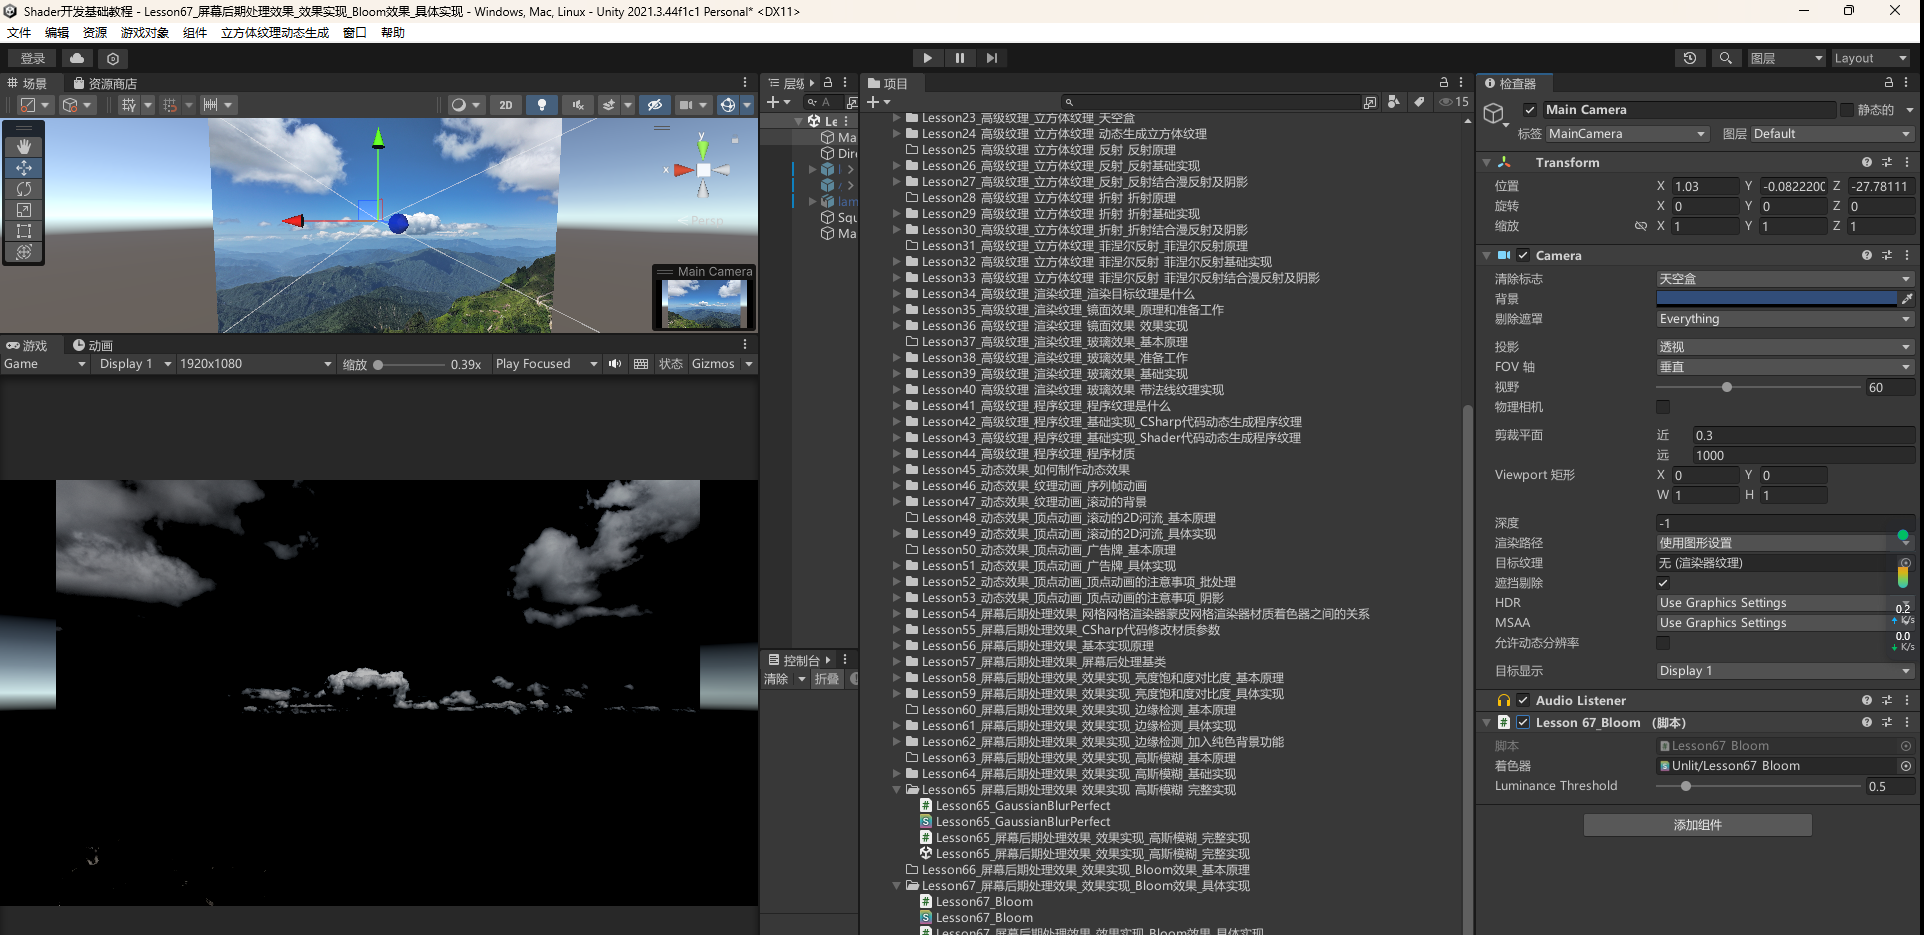 Shader开发基础教程 - Lesson67_屏幕后期处理效果_效果实现_Bloom效果_具体实现 - Windows, Mac, Linux - Unity 2021.3.44f1c1 Personal* <DX11>
文件 编辑 资源 游戏对象 组件 立方体纹理动态生成 窗口 帮助
登录 图层 Layout
场景 资源商店
2D
y
x
Persp
Main Camera
游戏 动画
Game Display 1 1920x1080 缩放 0.39x Play Focused 状态 Gizmos
层级
Le
Ma
Dire
lam
Squ
Ma
控制台
清除 折叠
项目
15
Lesson23_高级纹理_立方体纹理_天空盒
Lesson24_高级纹理_立方体纹理_动态生成立方体纹理
Lesson25_高级纹理_立方体纹理_反射_反射原理
Lesson26_高级纹理_立方体纹理_反射_反射基础实现
Lesson27_高级纹理_立方体纹理_反射_反射结合漫反射及阴影
Lesson28_高级纹理_立方体纹理_折射_折射原理
Lesson29_高级纹理_立方体纹理_折射_折射基础实现
Lesson30_高级纹理_立方体纹理_折射_折射结合漫反射及阴影
Lesson31_高级纹理_立方体纹理_菲涅尔反射_菲涅尔反射原理
Lesson32_高级纹理_立方体纹理_菲涅尔反射_菲涅尔反射基础实现
Lesson33_高级纹理_立方体纹理_菲涅尔反射_菲涅尔反射结合漫反射及阴影
Lesson34_高级纹理_渲染纹理_渲染目标纹理是什么
Lesson35_高级纹理_渲染纹理_镜面效果_原理和准备工作
Lesson36_高级纹理_渲染纹理_镜面效果_效果实现
Lesson37_高级纹理_渲染纹理_玻璃效果_基本原理
Lesson38_高级纹理_渲染纹理_玻璃效果_准备工作
Lesson39_高级纹理_渲染纹理_玻璃效果_基础实现
Lesson40_高级纹理_渲染纹理_玻璃效果_带法线纹理实现
Lesson41_高级纹理_程序纹理_程序纹理是什么
Lesson42_高级纹理_程序纹理_基础实现_CSharp代码动态生成程序纹理
Lesson43_高级纹理_程序纹理_基础实现_Shader代码动态生成程序纹理
Lesson44_高级纹理_程序纹理_程序材质
Lesson45_动态效果_如何制作动态效果
Lesson46_动态效果_纹理动画_序列帧动画
Lesson47_动态效果_纹理动画_滚动的背景
Lesson48_动态效果_顶点动画_滚动的2D河流_基本原理
Lesson49_动态效果_顶点动画_滚动的2D河流_具体实现
Lesson50_动态效果_顶点动画_广告牌_基本原理
Lesson51_动态效果_顶点动画_广告牌_具体实现
Lesson52_动态效果_顶点动画_顶点动画的注意事项_批处理
Lesson53_动态效果_顶点动画_顶点动画的注意事项_阴影
Lesson54_屏幕后期处理效果_网格网格渲染器蒙皮网格渲染器材质着色器之间的关系
Lesson55_屏幕后期处理效果_CSharp代码修改材质参数
Lesson56_屏幕后期处理效果_基本实现原理
Lesson57_屏幕后期处理效果_屏幕后处理基类
Lesson58_屏幕后期处理效果_效果实现_亮度饱和度对比度_基本原理
Lesson59_屏幕后期处理效果_效果实现_亮度饱和度对比度_具体实现
Lesson60_屏幕后期处理效果_效果实现_边缘检测_基本原理
Lesson61_屏幕后期处理效果_效果实现_边缘检测_具体实现
Lesson62_屏幕后期处理效果_效果实现_边缘检测_加入纯色背景功能
Lesson63_屏幕后期处理效果_效果实现_高斯模糊_基本原理
Lesson64_屏幕后期处理效果_效果实现_高斯模糊_基础实现
Lesson65_屏幕后期处理效果_效果实现_高斯模糊_完整实现
Lesson65_GaussianBlurPerfect
Lesson65_GaussianBlurPerfect
Lesson65_屏幕后期处理效果_效果实现_高斯模糊_完整实现
Lesson65_屏幕后期处理效果_效果实现_高斯模糊_完整实现
Lesson66_屏幕后期处理效果_效果实现_Bloom效果_基本原理
Lesson67_屏幕后期处理效果_效果实现_Bloom效果_具体实现
Lesson67_Bloom
Lesson67_Bloom
Lesson67_屏幕后期处理效果_效果实现_Bloom效果_具体实现
检查器
Main Camera 静态的
标签 MainCamera 图层 Default
Transform
位置 X 1.03 Y -0.0822200 Z -27.78111
旋转 X 0 Y 0 Z 0
缩放 X 1 Y 1 Z 1
Camera
清除标志 天空盒
背景
剔除遮罩 Everything
投影 透视
FOV 轴 垂直
视野 60
物理相机
剪裁平面 近 0.3
远 1000
Viewport 矩形 X 0 Y 0
W 1 H 1
深度 -1
渲染路径 使用图形设置
目标纹理 无 (渲染器纹理)
遮挡剔除
HDR Use Graphics Settings
0.2
K/s
MSAA Use Graphics Settings
0.0
K/s
允许动态分辨率
目标显示 Display 1
Audio Listener
Lesson 67_Bloom （脚本）
脚本 Lesson67_Bloom
着色器 Unlit/Lesson67_Bloom
Luminance Threshold 0.5
添加组件